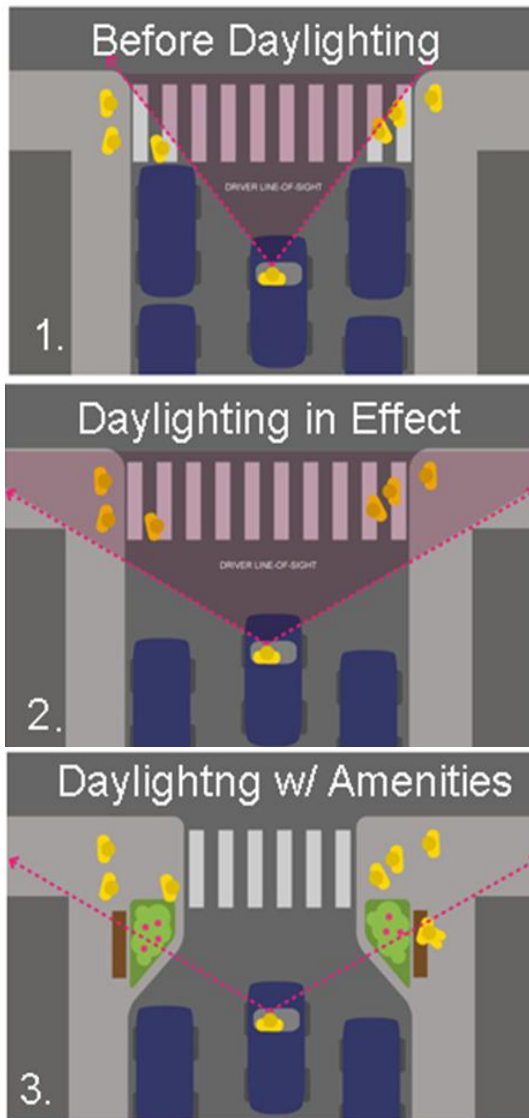 Before Daylighting
DRIVER LINE-OF-SIGHT
1.
Daylighting in Effect
DRIVER LINE-OF-SIGHT
2.
Daylightng w/ Amenities
3.